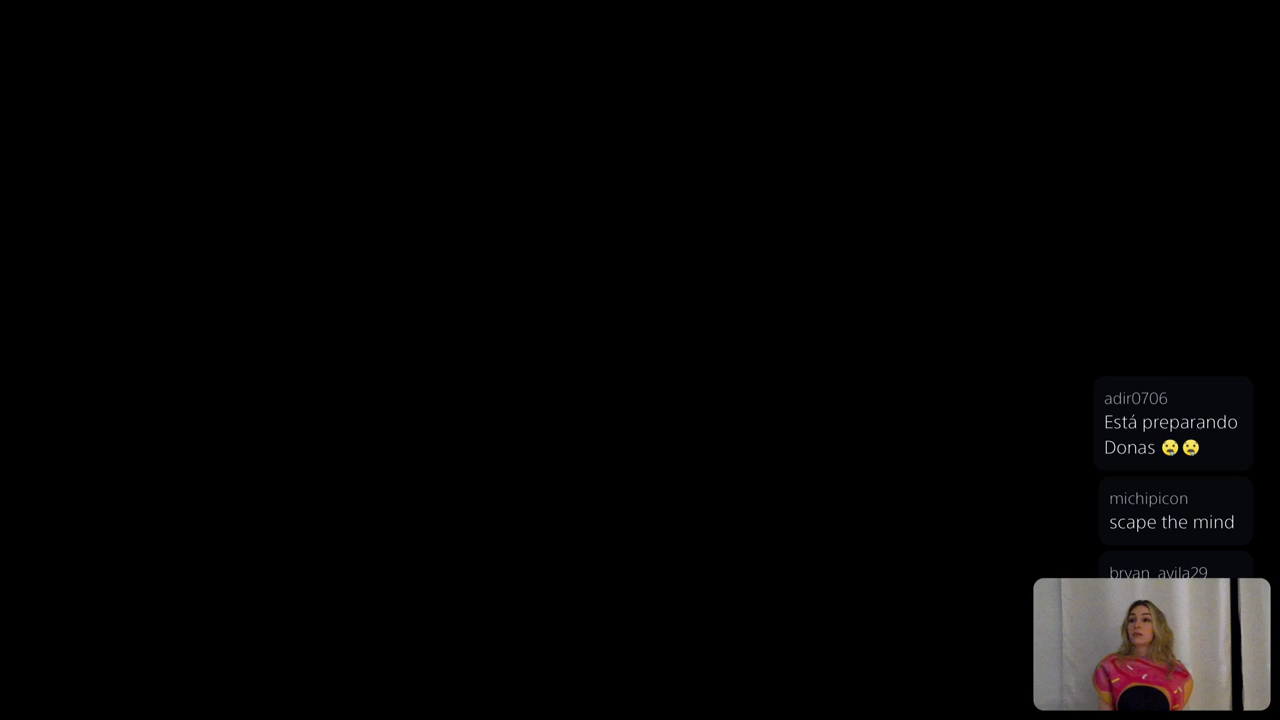 adir0706
Está preparando
Donas 🤤🤤
michipicon
scape the mind
bryan_avila29